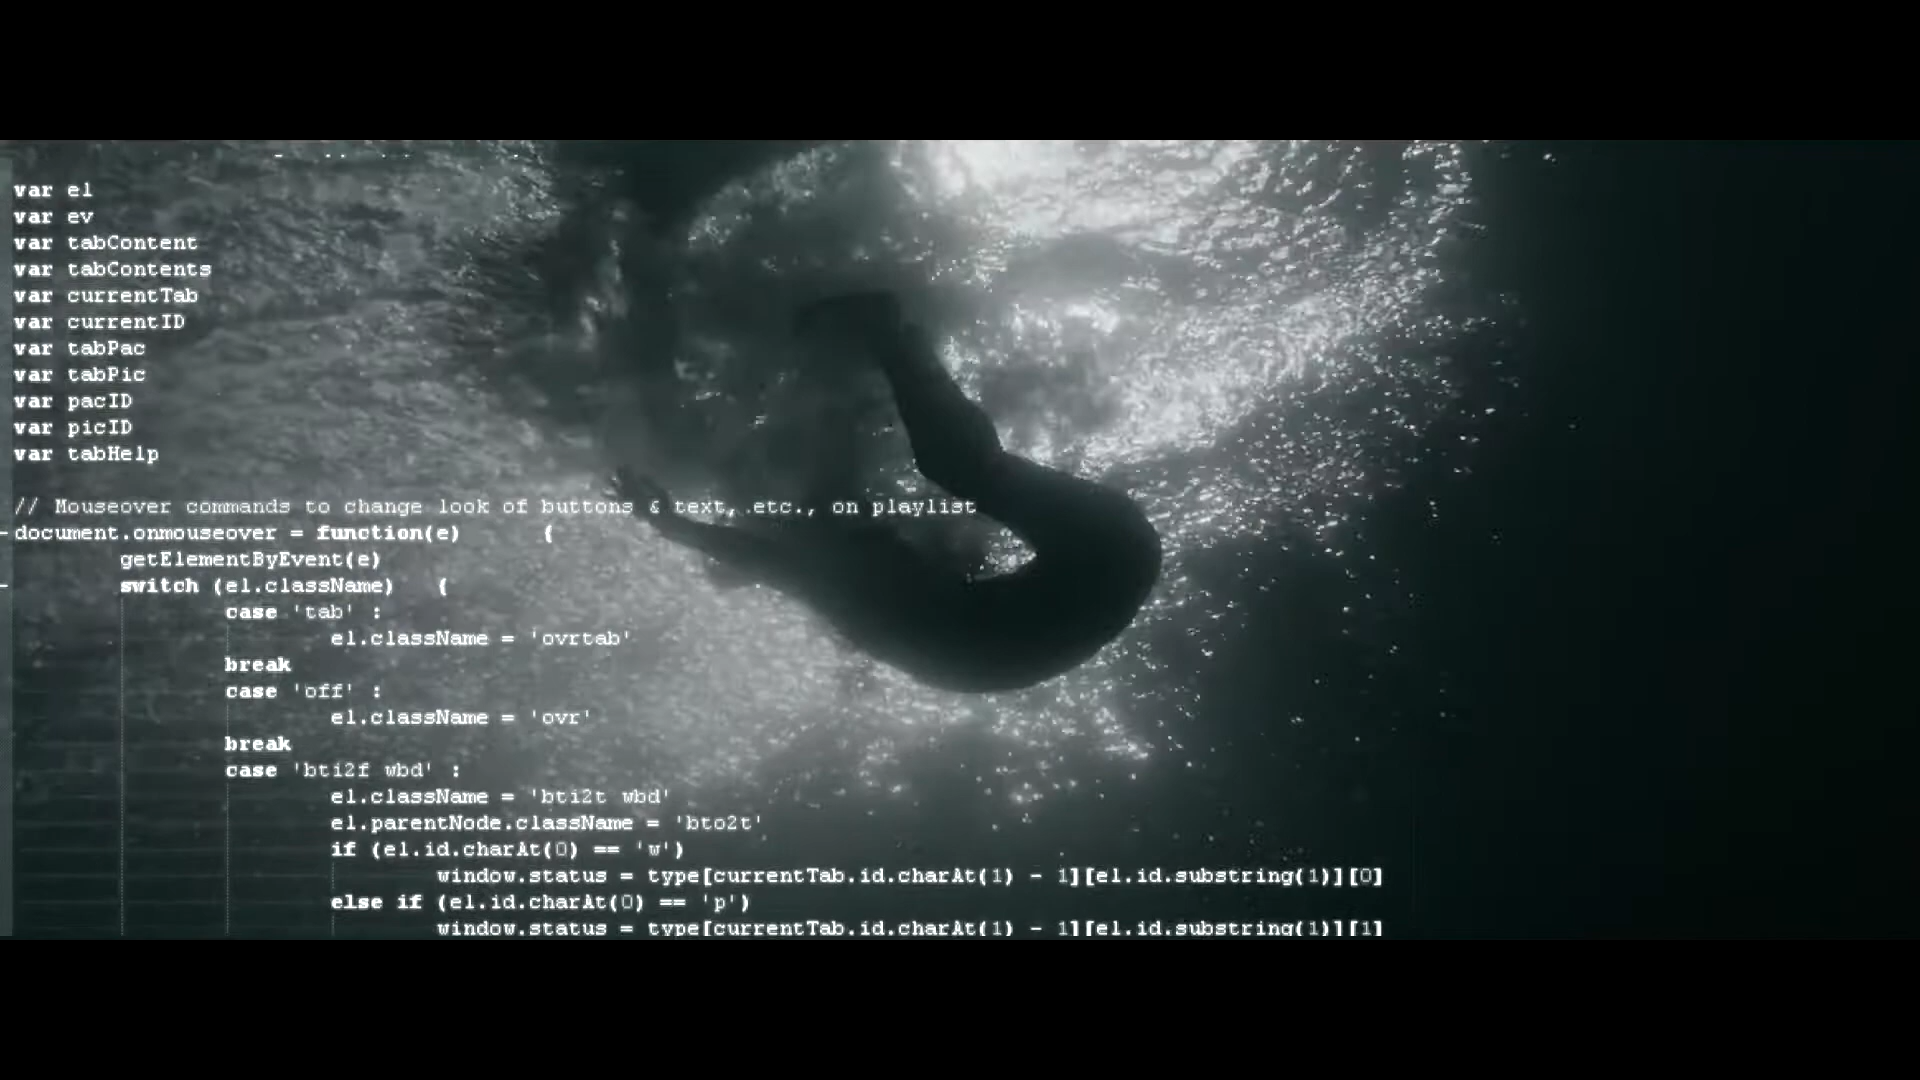 var el
var ev
var tabContent
var tabContents
var currentTab
var currentID
var tabPac
var tabPic
var pacID
var picID
var tabHelp
// Mouseover commands to change look of buttons & text, etc., on playlist
document.onmouseover = function(e) {
getElementByEvent(e)
switch (el.className) {
case 'tab' :
el.className = 'ovrtab'
break
case 'off' :
el.className = 'ovr'
break
case 'bti2f wbd' :
el.className = 'bti2t wbd'
el.parentNode.className = 'bto2t'
if (el.id.charAt(0) == 'w')
window.status = type[currentTab.id.charAt(1) - 1][el.id.substring(1)][0]
else if (el.id.charAt(0) == 'p')
window.status = type[currentTab.id.charAt(1) - 1][el.id.substring(1)][1]